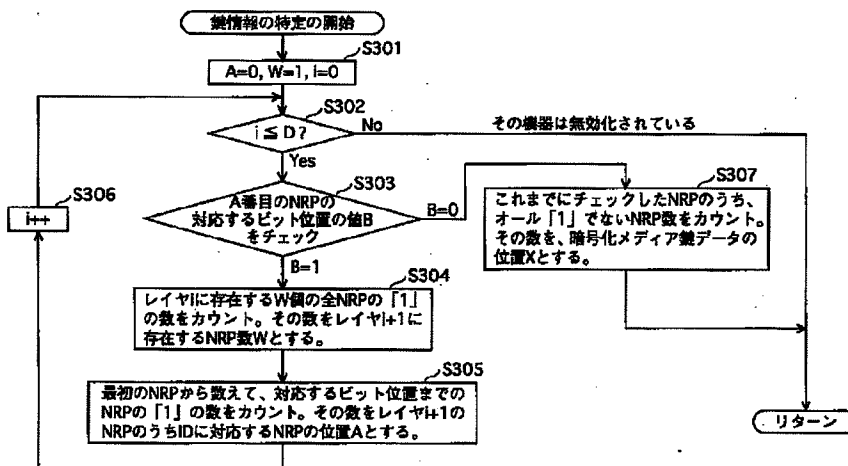 鍵情報の特定の開始
S301
A=0, W=1, i=0
S302
i≦D?
No
その機器は無効化されている
Yes
S306
i++
S303
A番目のNRPの
対応するビット位置の値B
をチェック
B=0
S307
これまでにチェックしたNRPのうち、
オール「1」でないNRP数をカウント。
その数を、暗号化メディア鍵データの
位置Xとする。
B=1
S304
レイヤiに存在するW個の全NRPの「1」
の数をカウント。その数をレイヤi+1に
存在するNRP数Wとする。
S305
最初のNRPから数えて、対応するビット位置までの
NRPの「1」の数をカウント。その数をレイヤi+1の
NRPのうちIDに対応するNRPの位置Aとする。
リターン